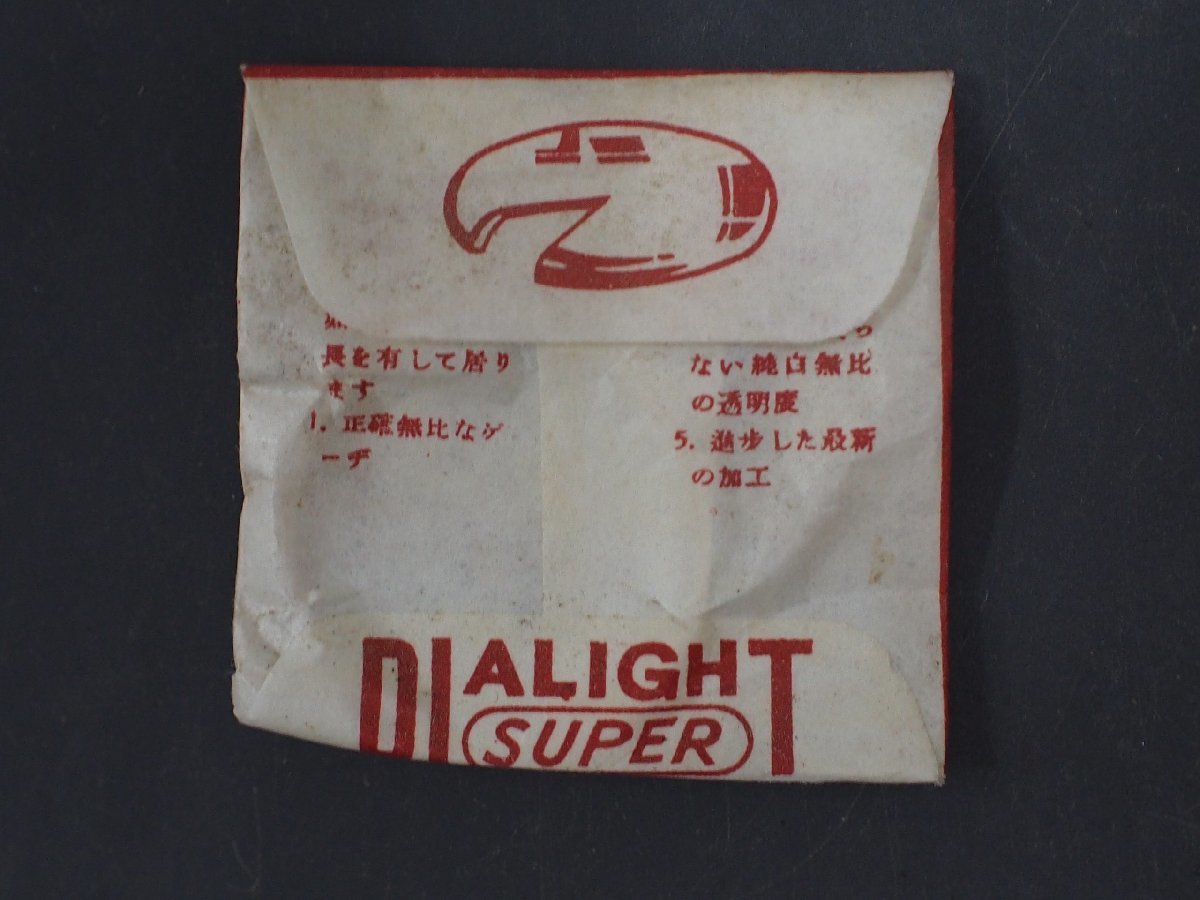 長を有して居り
ます
1. 正確無比なゲ
ーヂ
ない純白無比
の透明度
5. 進歩した最新
の加工
DIALIGHT
SUPER